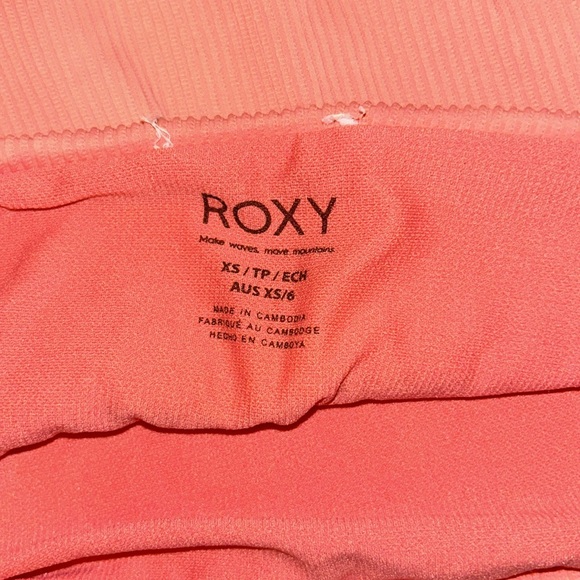 ROXY
Make waves, move mountains.
XS / TP / ECH
AUS XS/6
MADE IN CAMBODIA
FABRIQUÉ AU CAMBODGE
HECHO EN CAMBOYA